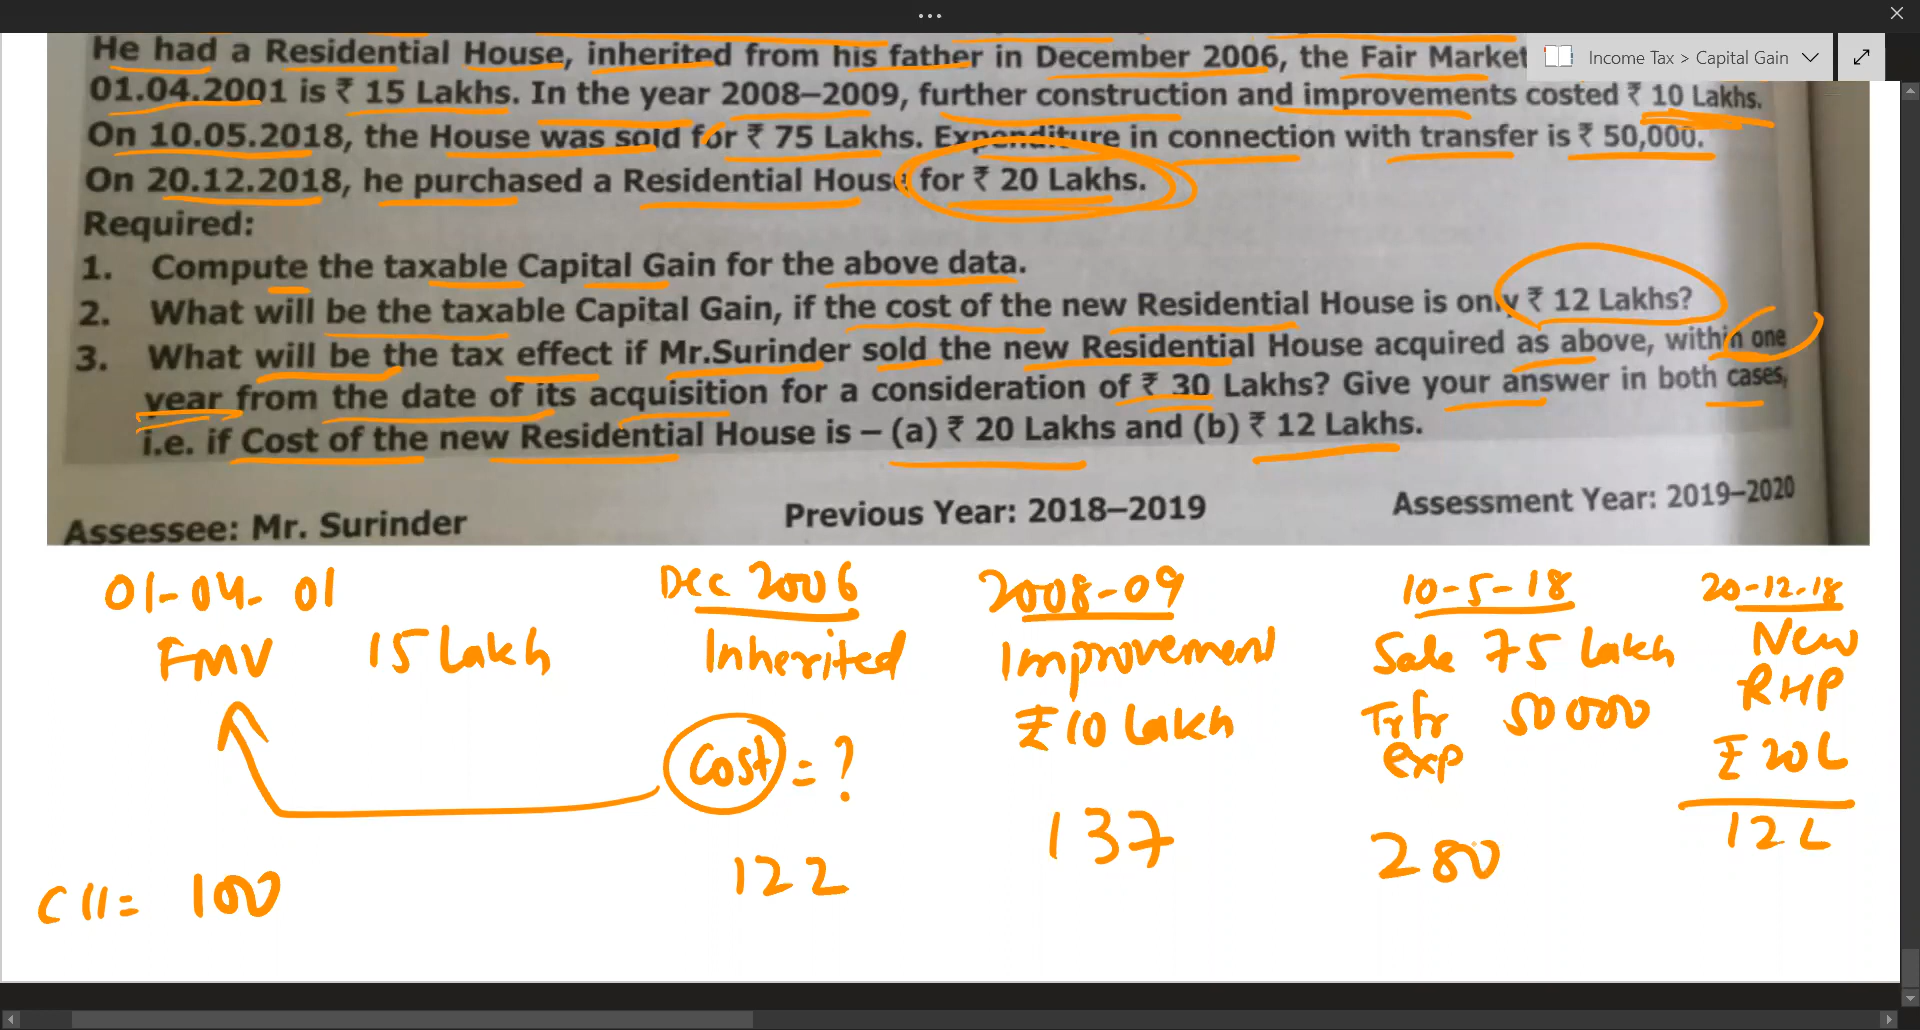 He had a Residential House, inherited from his father in December 2006, the Fair Market
Income Tax > Capital Gain
01.04.2001 is ₹ 15 Lakhs. In the year 2008–2009, further construction and improvements costed ₹ 10 Lakhs.
On 10.05.2018, the House was sold for ₹ 75 Lakhs. Expenditure in connection with transfer is ₹ 50,000.
On 20.12.2018, he purchased a Residential House for ₹ 20 Lakhs.
Required:
1. Compute the taxable Capital Gain for the above data.
2. What will be the taxable Capital Gain, if the cost of the new Residential House is only ₹ 12 Lakhs?
3. What will be the tax effect if Mr.Surinder sold the new Residential House acquired as above, within one
year from the date of its acquisition for a consideration of ₹ 30 Lakhs? Give your answer in both cases,
i.e. if Cost of the new Residential House is – (a) ₹ 20 Lakhs and (b) ₹ 12 Lakhs.
Assessee: Mr. Surinder Previous Year: 2018–2019 Assessment Year: 2019–2020
01-04-01 Dec 2006 2008-09 10-5-18 20-12-18
FMV 15 Lakh Inherited Improvement Sale 75 Lakh New
₹10 Lakh Trfr 50000 RHP
Cost = ? exp ₹ 20L
137 280 12 L
CII = 100 122